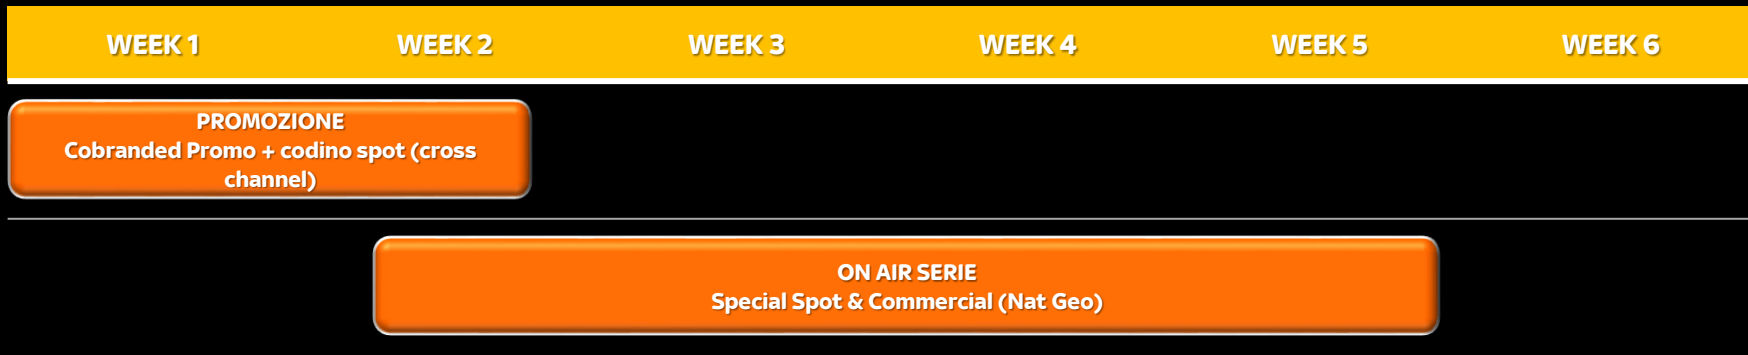 WEEK 1 WEEK 2 WEEK 3 WEEK 4 WEEK 5 WEEK 6
PROMOZIONE
Cobranded Promo + codino spot (cross
channel)
ON AIR SERIE
Special Spot & Commercial (Nat Geo)